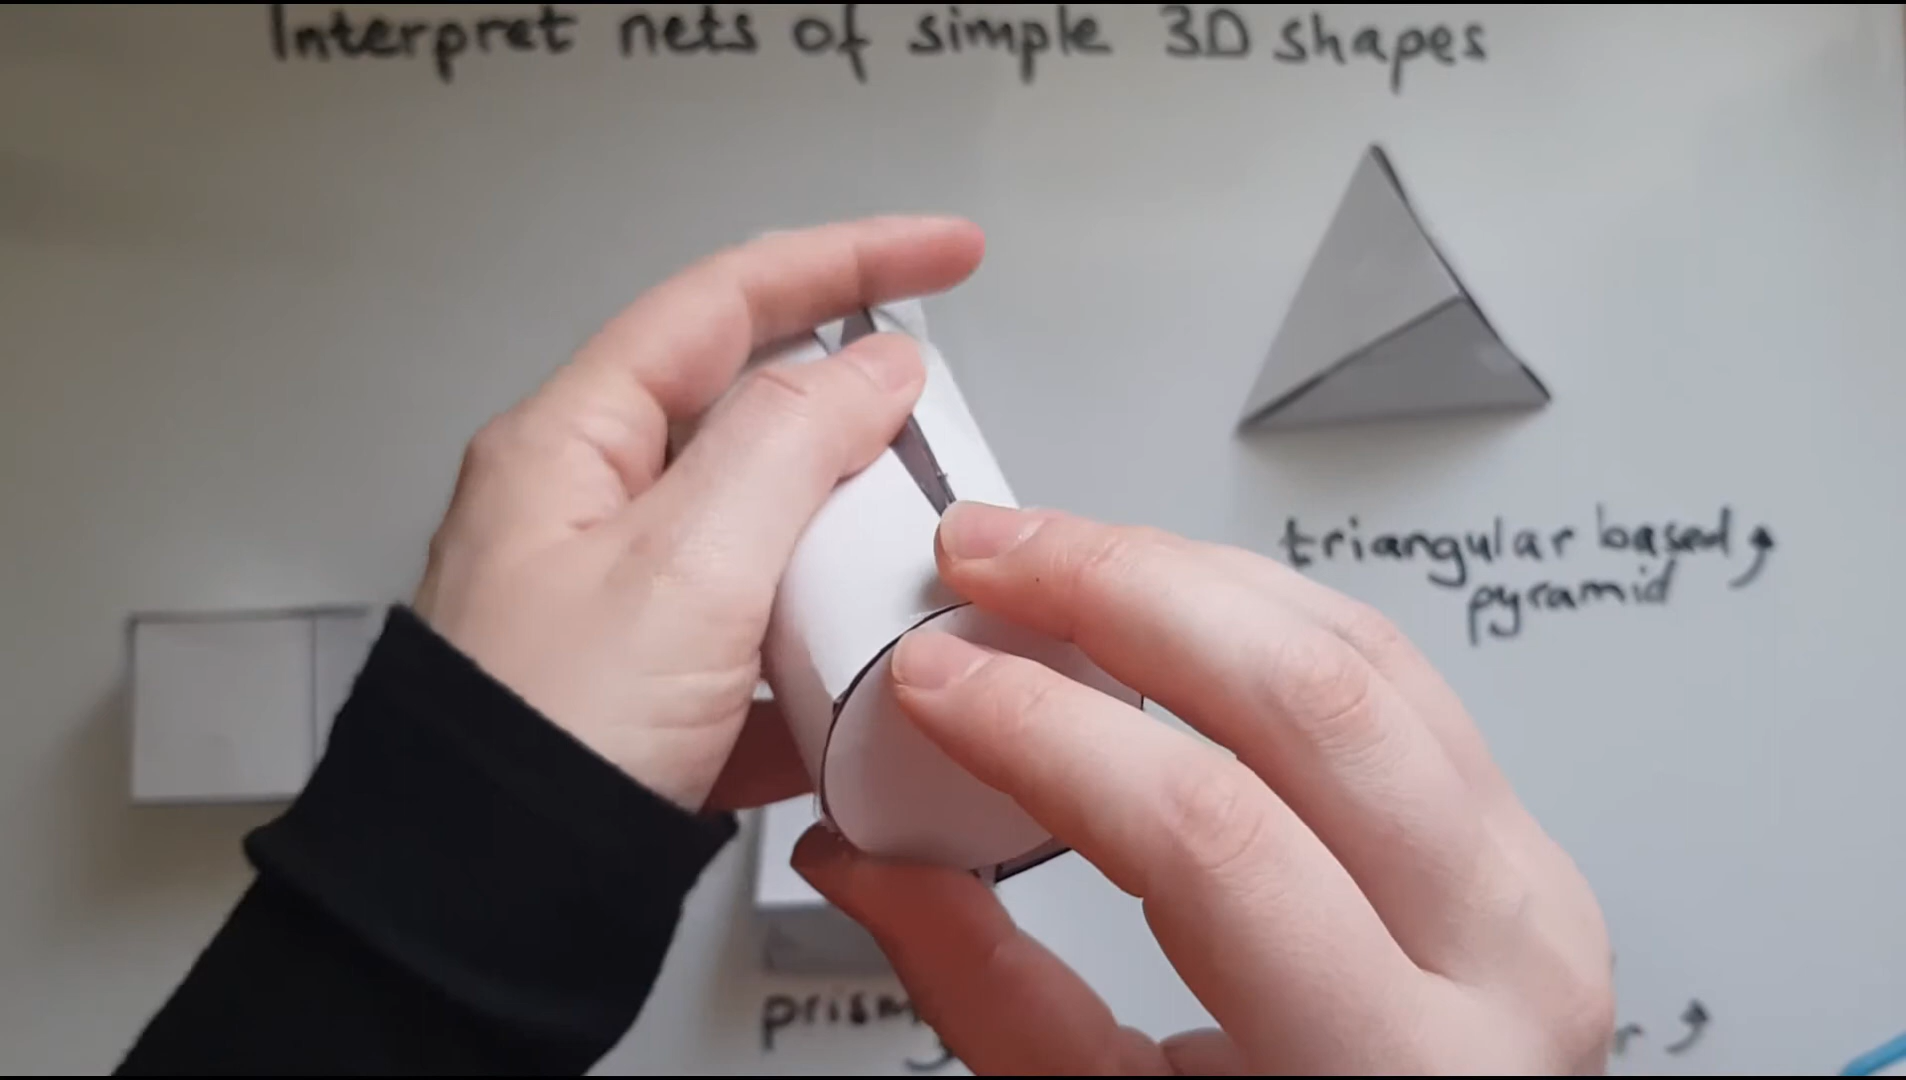 Interpret nets of simple 3D shapes
triangular based
pyramid
prism